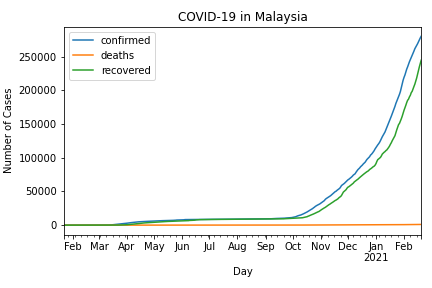 COVID-19 in Malaysia
confirmed
deaths
recovered
Number of Cases
250000
200000
150000
100000
50000
0
Feb Mar Apr May Jun Jul Aug Sep Oct Nov Dec Jan Feb
2021
Day